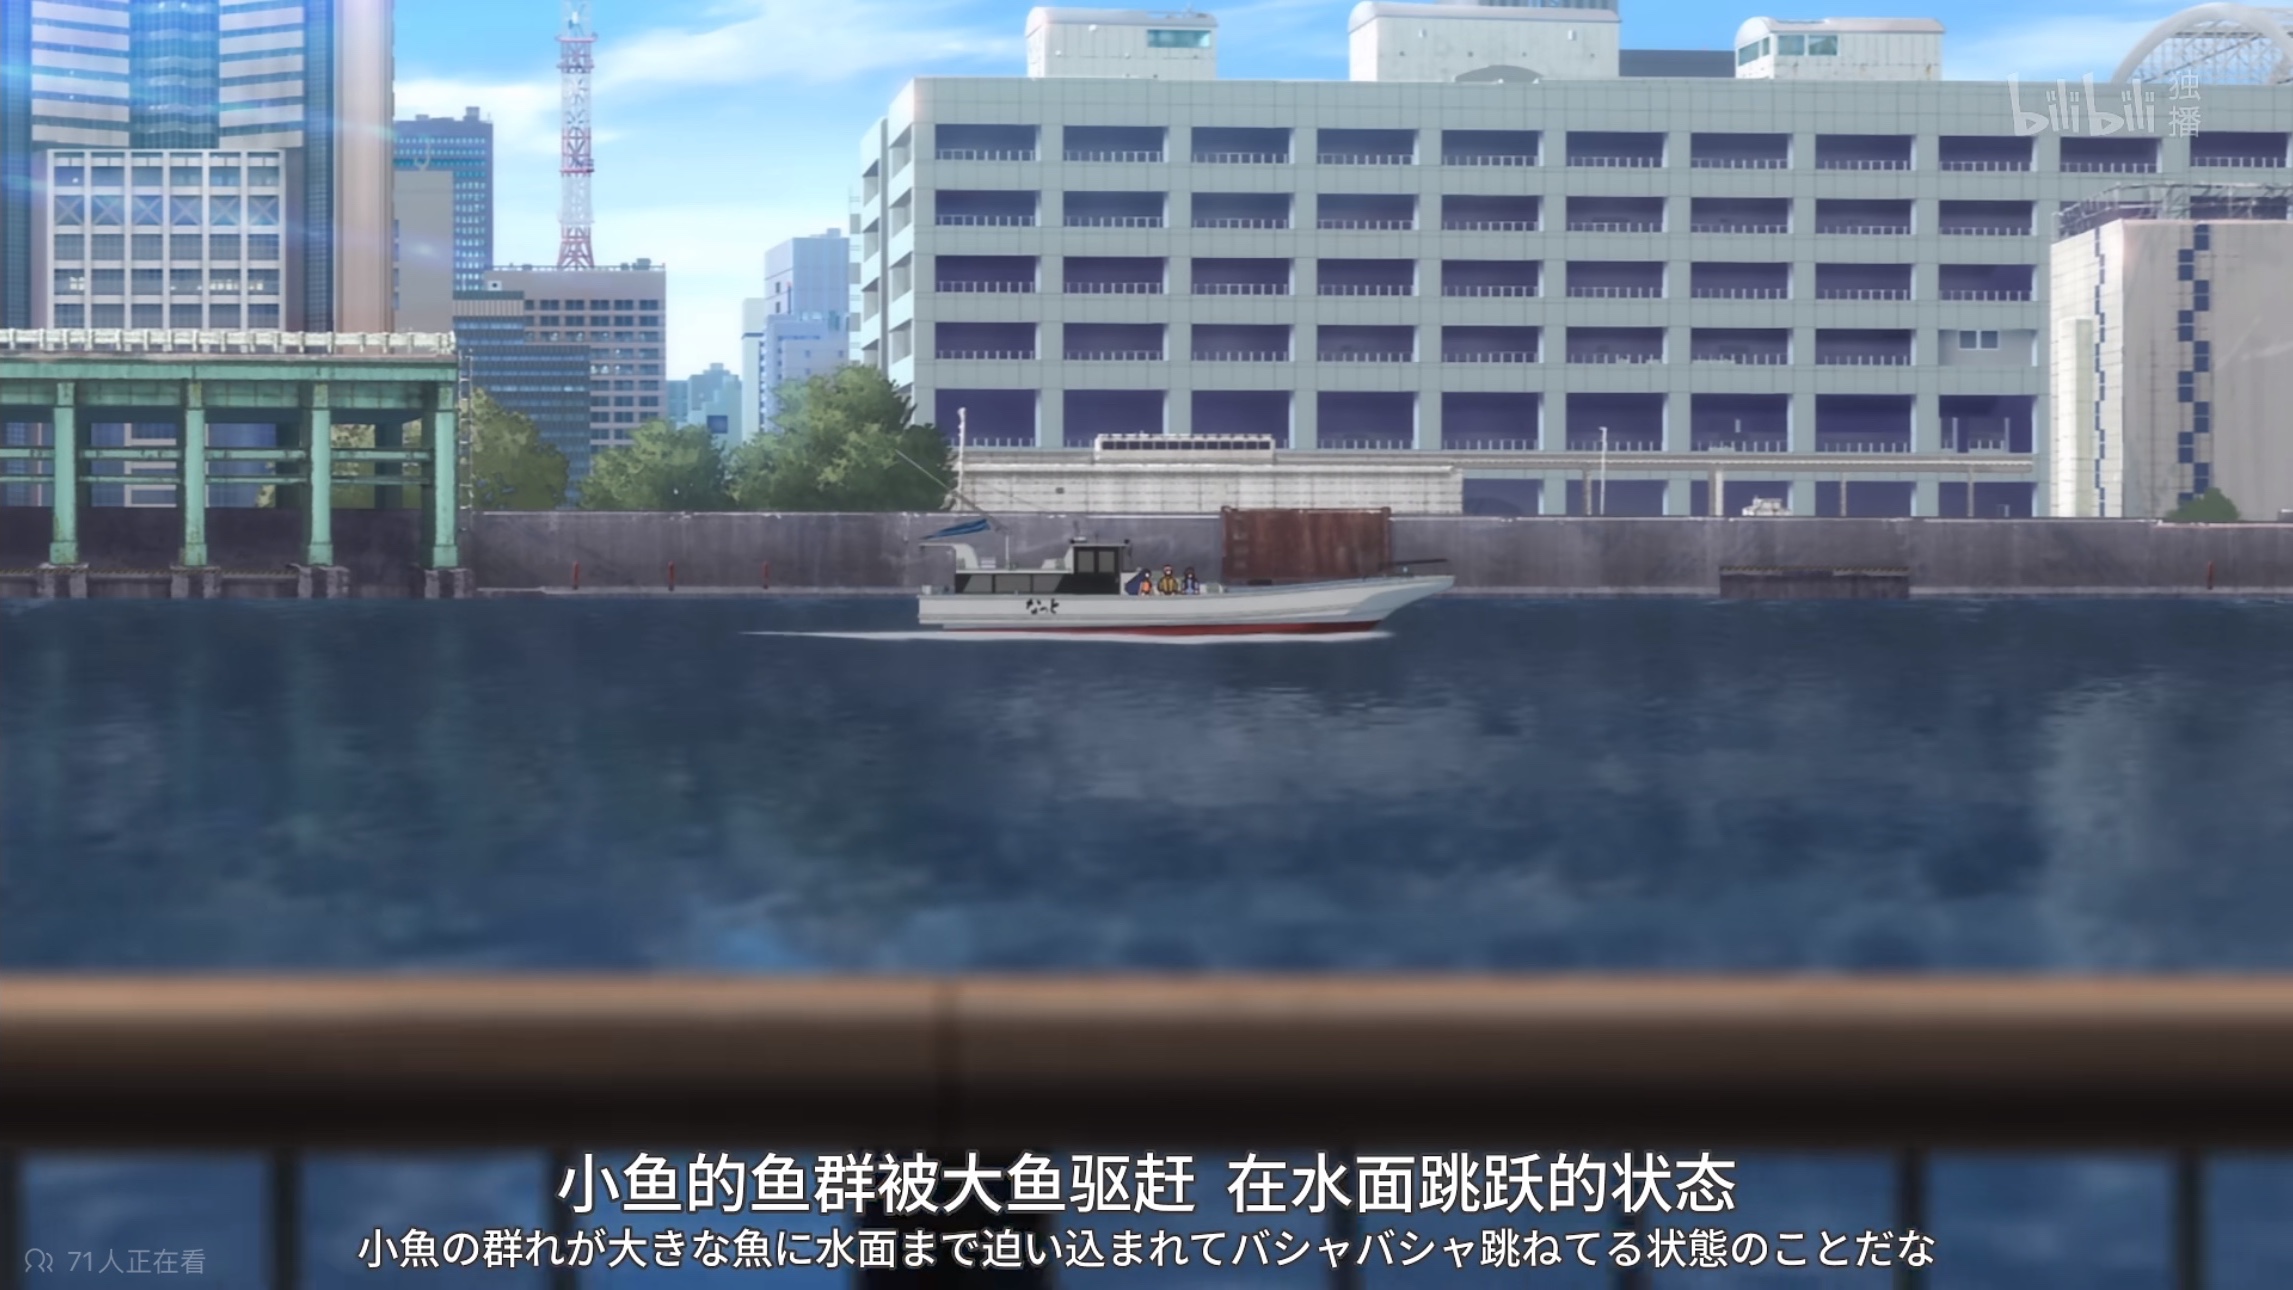 bilibili 独播
なっと
小鱼的鱼群被大鱼驱赶 在水面跳跃的状态
小魚の群れが大きな魚に水面まで追い込まれてバシャバシャ跳ねてる状態のことだな
71人正在看